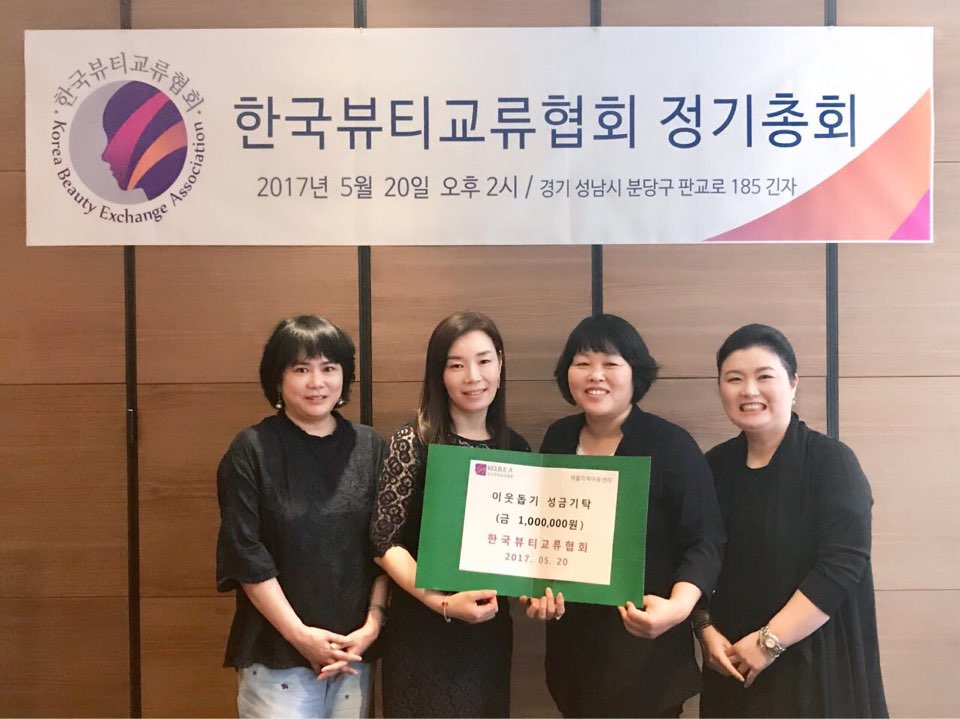 ·한국뷰티교류협회·
Korea Beauty Exchange Association
한국뷰티교류협회 정기총회
2017년 5월 20일 오후 2시 / 경기 성남시 분당구 판교로 185 긴자
KO.B.E.A
이웃돕기 성금기탁
(금 1,000,000원)
한국뷰티교류협회
2017. 05. 20